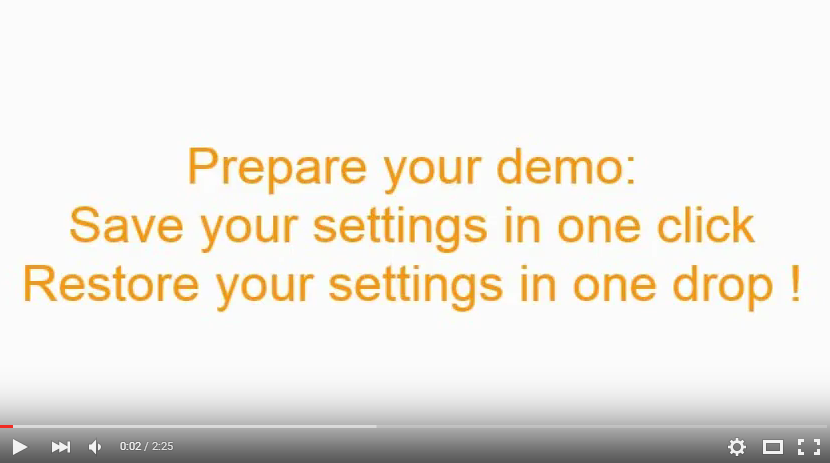 Prepare your demo:
Save your settings in one click
Restore your settings in one drop !
0:02 / 2:25